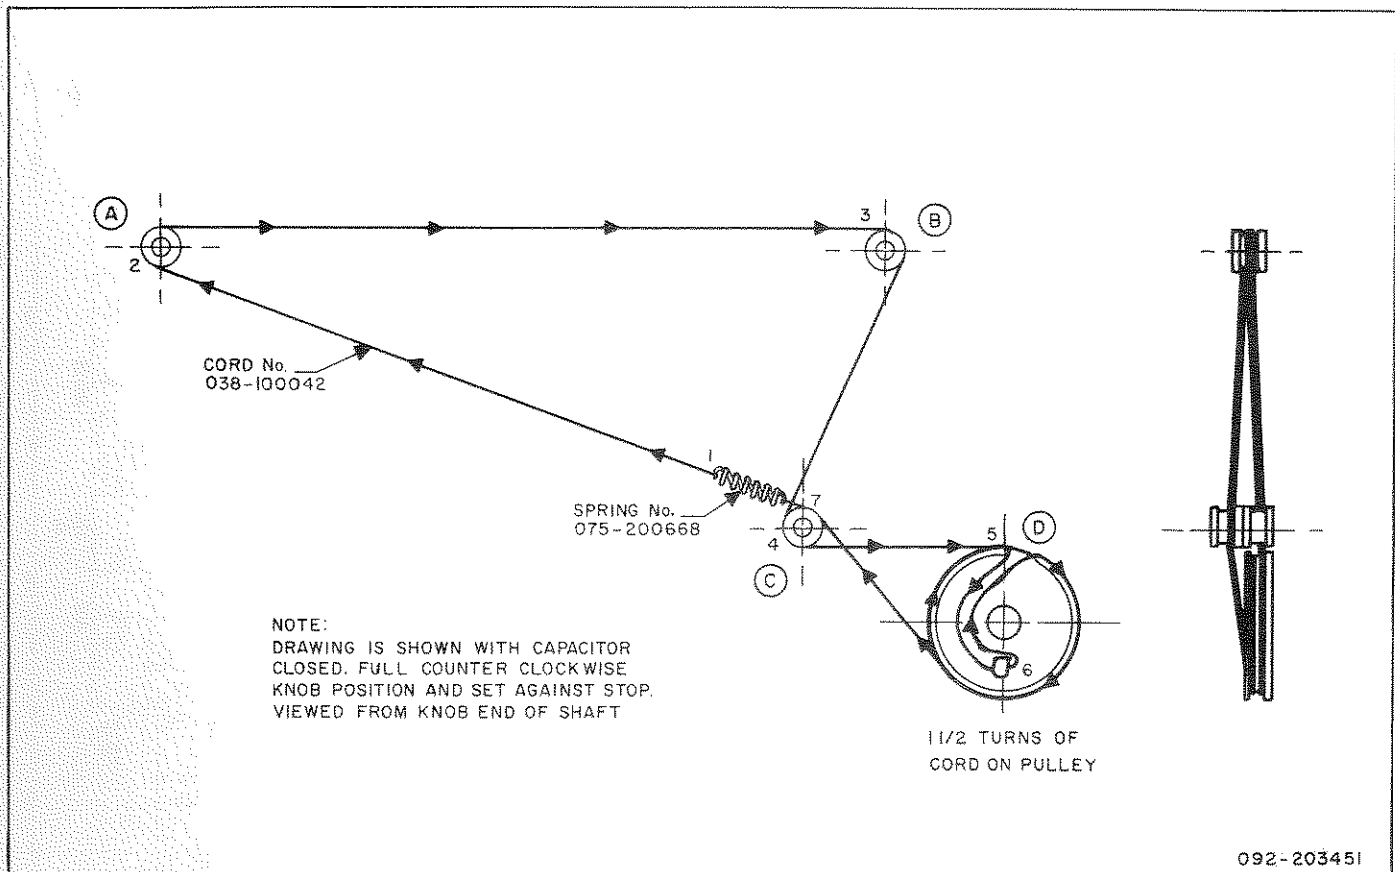 A
3
B
2
CORD No.
038-100042
1
SPRING No.
075-200668
7
4
5
D
C
6
NOTE:
DRAWING IS SHOWN WITH CAPACITOR
CLOSED. FULL COUNTER CLOCKWISE
KNOB POSITION AND SET AGAINST STOP.
VIEWED FROM KNOB END OF SHAFT
1 1/2 TURNS OF
CORD ON PULLEY
092-203451